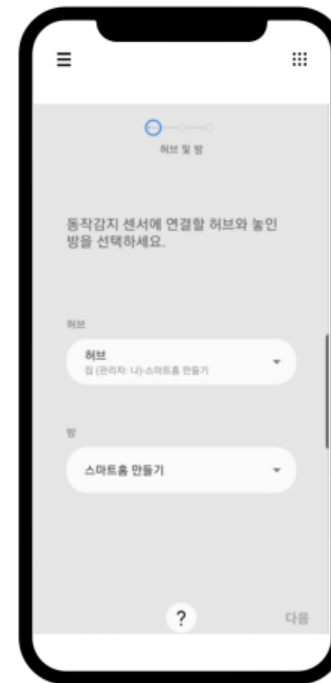 허브 및 방
동작감지 센서에 연결할 허브와 놓인
방을 선택하세요.
허브
허브
집 (관리자: 나)-스마트홈 만들기
방
스마트홈 만들기
?
다음